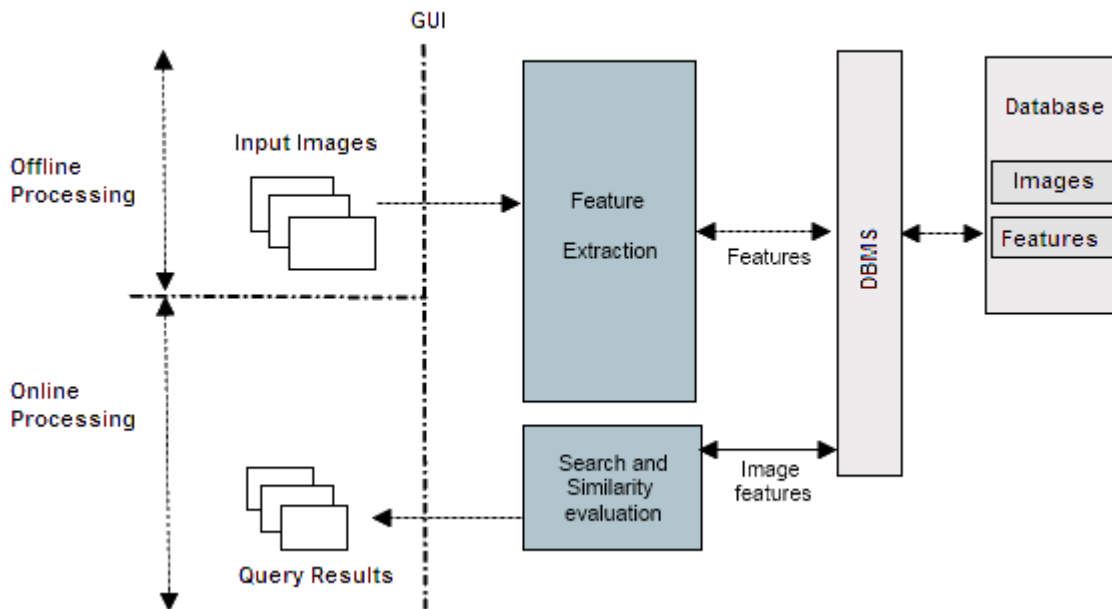 GUI
Input Images
Offline
Processing
Feature
Extraction
Features
DBMS
Database
Images
Features
Online
Processing
Search and
Similarity
evaluation
Image
features
Query Results